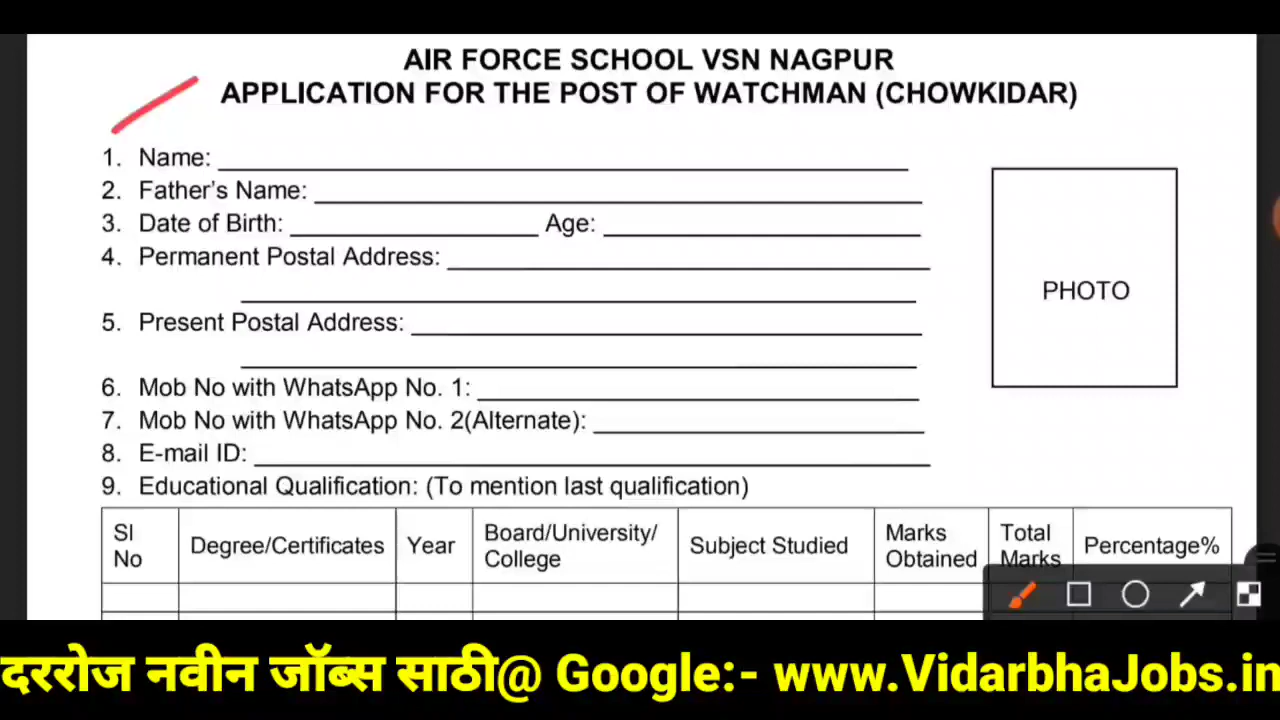 AIR FORCE SCHOOL VSN NAGPUR
APPLICATION FOR THE POST OF WATCHMAN (CHOWKIDAR)
1. Name:
2. Father’s Name:
3. Date of Birth: Age:
4. Permanent Postal Address:
5. Present Postal Address:
6. Mob No with WhatsApp No. 1:
7. Mob No with WhatsApp No. 2(Alternate):
8. E-mail ID:
9. Educational Qualification: (To mention last qualification)
PHOTO
Sl No Degree/Certificates Year Board/University/College Subject Studied Marks Obtained Total Marks Percentage%
दररोज नवीन जॉब्स साठी@ Google:- www.VidarbhaJobs.in